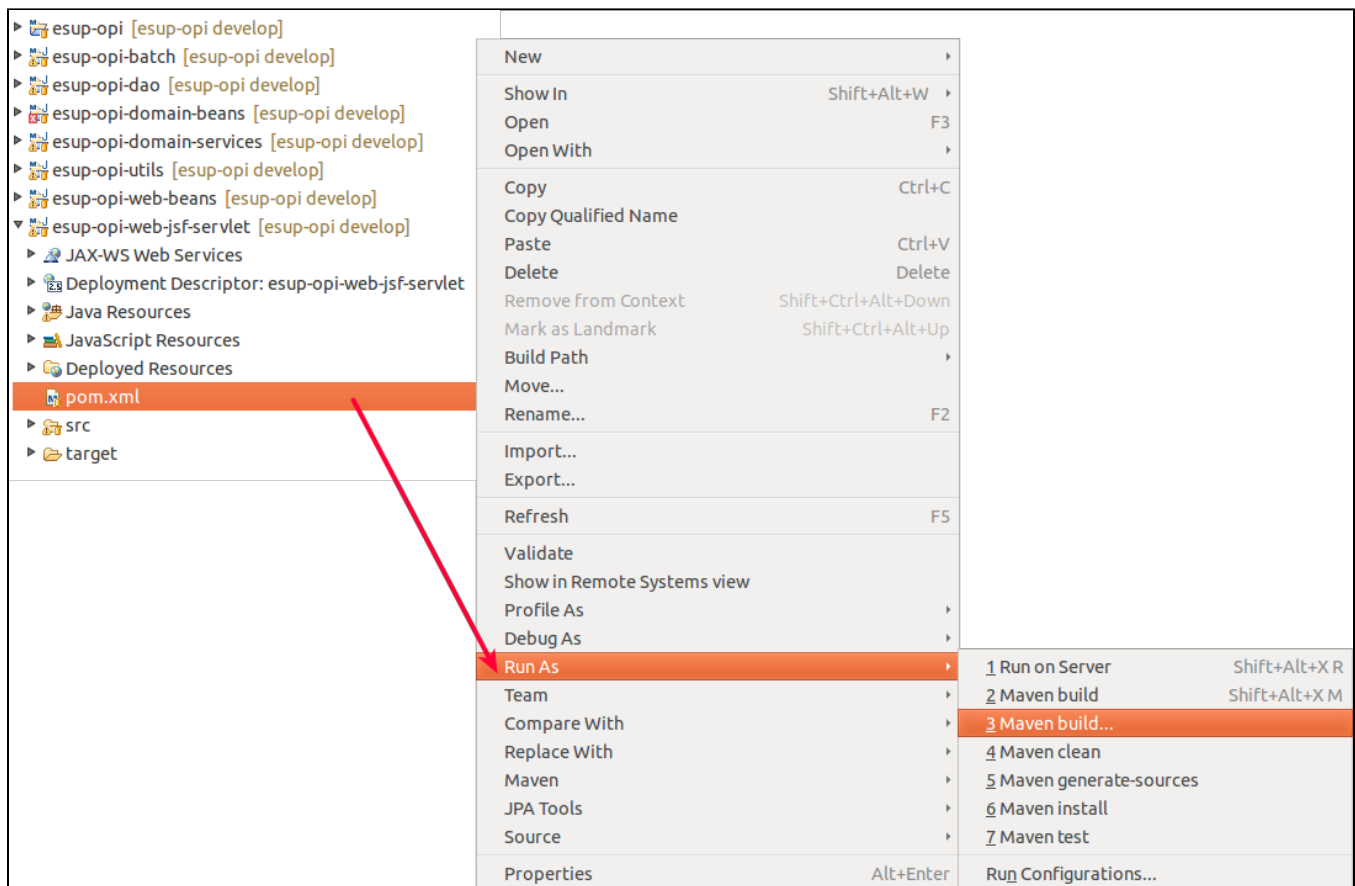 esup-opi [esup-opi develop]
esup-opi-batch [esup-opi develop]
esup-opi-dao [esup-opi develop]
esup-opi-domain-beans [esup-opi develop]
esup-opi-domain-services [esup-opi develop]
esup-opi-utils [esup-opi develop]
esup-opi-web-beans [esup-opi develop]
esup-opi-web-jsf-servlet [esup-opi develop]
JAX-WS Web Services
Deployment Descriptor: esup-opi-web-jsf-servlet
Java Resources
JavaScript Resources
Deployed Resources
pom.xml
src
target
New
Show In Shift+Alt+W
Open F3
Open With
Copy Ctrl+C
Copy Qualified Name
Paste Ctrl+V
Delete Delete
Remove from Context Shift+Ctrl+Alt+Down
Mark as Landmark Shift+Ctrl+Alt+Up
Build Path
Move...
Rename... F2
Import...
Export...
Refresh F5
Validate
Show in Remote Systems view
Profile As
Debug As
Run As
Team
Compare With
Replace With
Maven
JPA Tools
Source
Properties Alt+Enter
1 Run on Server Shift+Alt+X R
2 Maven build Shift+Alt+X M
3 Maven build...
4 Maven clean
5 Maven generate-sources
6 Maven install
7 Maven test
Run Configurations...